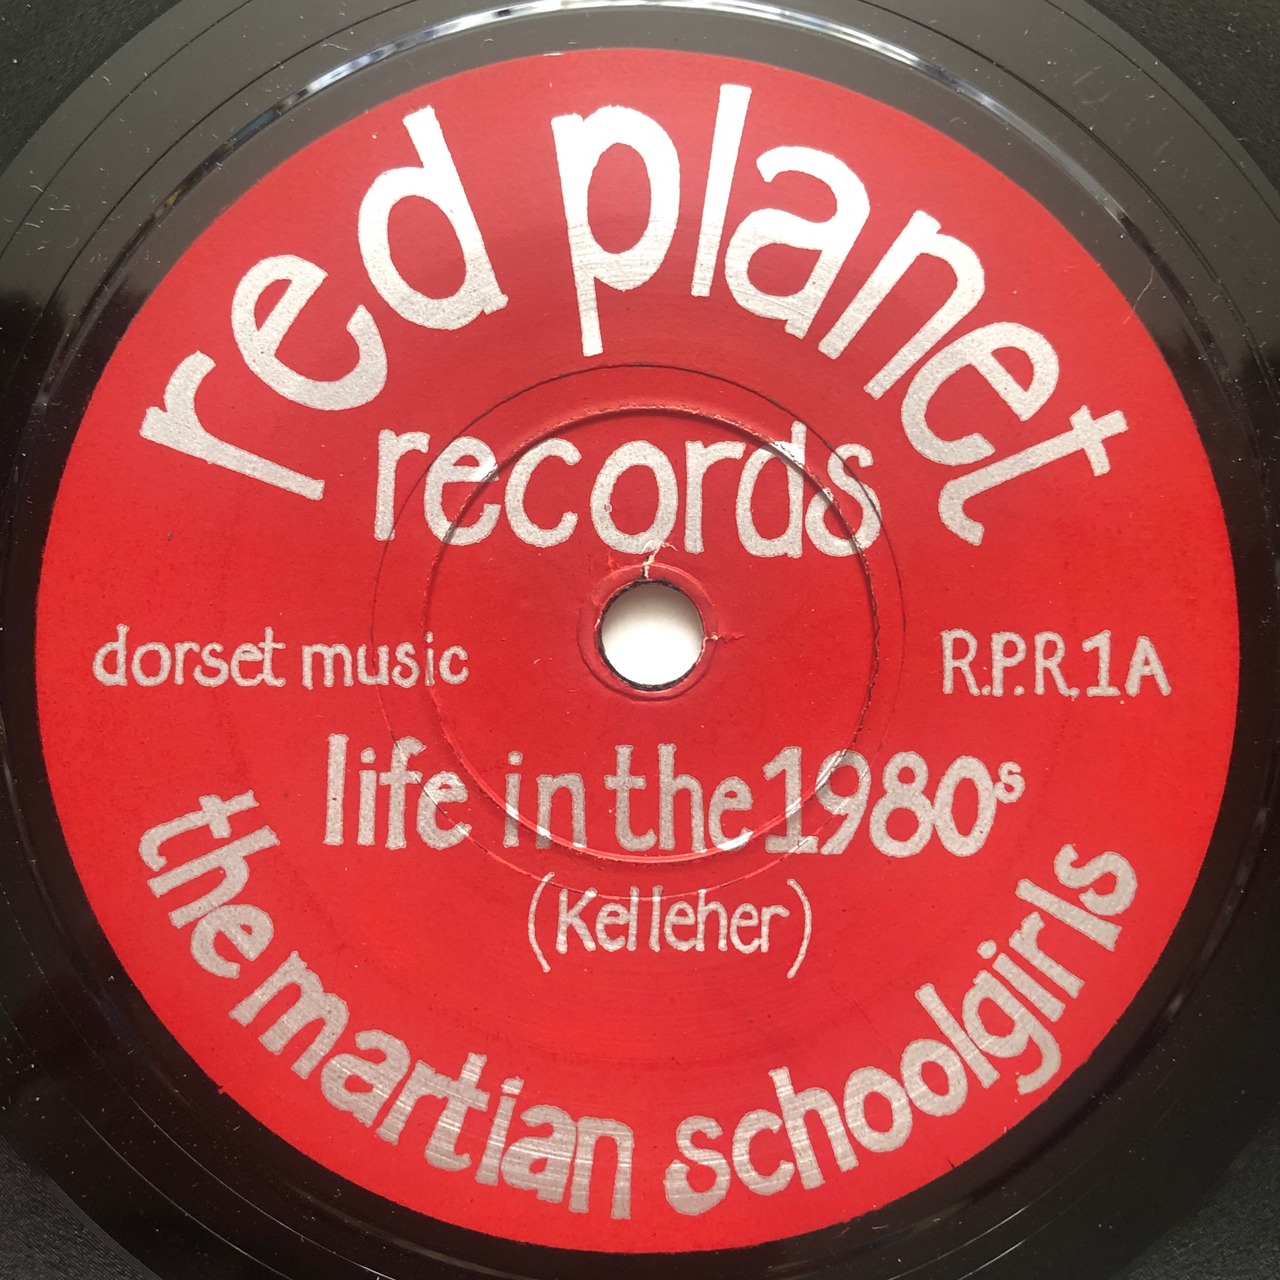 red planet
records
dorset music
R.P.R.1A
life in the 1980s
(Kelleher)
the martian schoolgirls